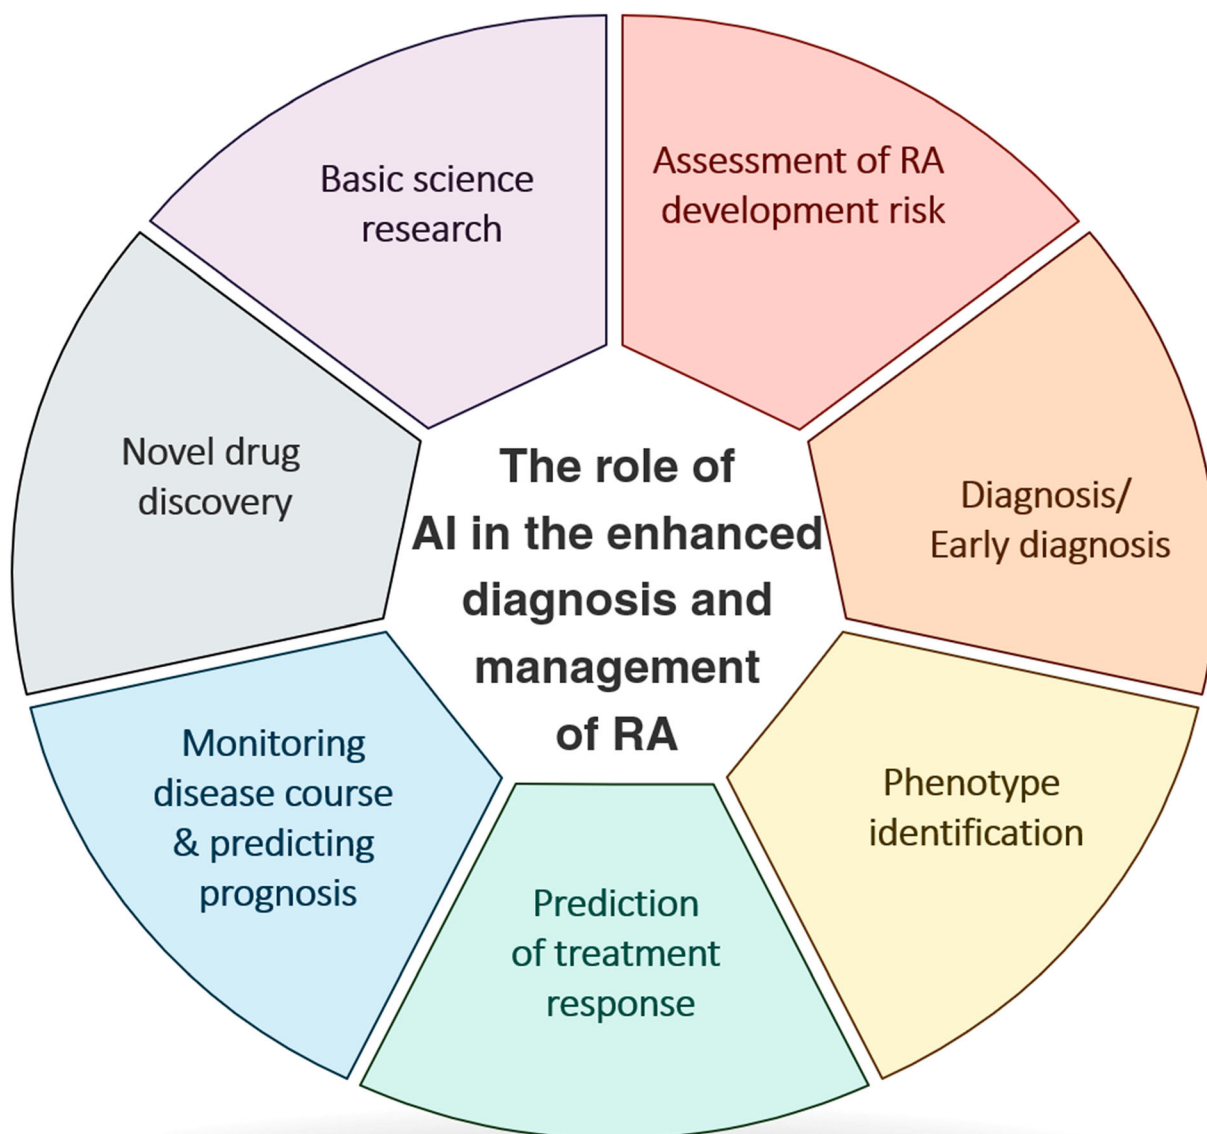 Basic science
research
Assessment of RA
development risk
Novel drug
discovery
The role of
AI in the enhanced
diagnosis and
management
of RA
Diagnosis/
Early diagnosis
Monitoring
disease course
& predicting
prognosis
Phenotype
identification
Prediction
of treatment
response